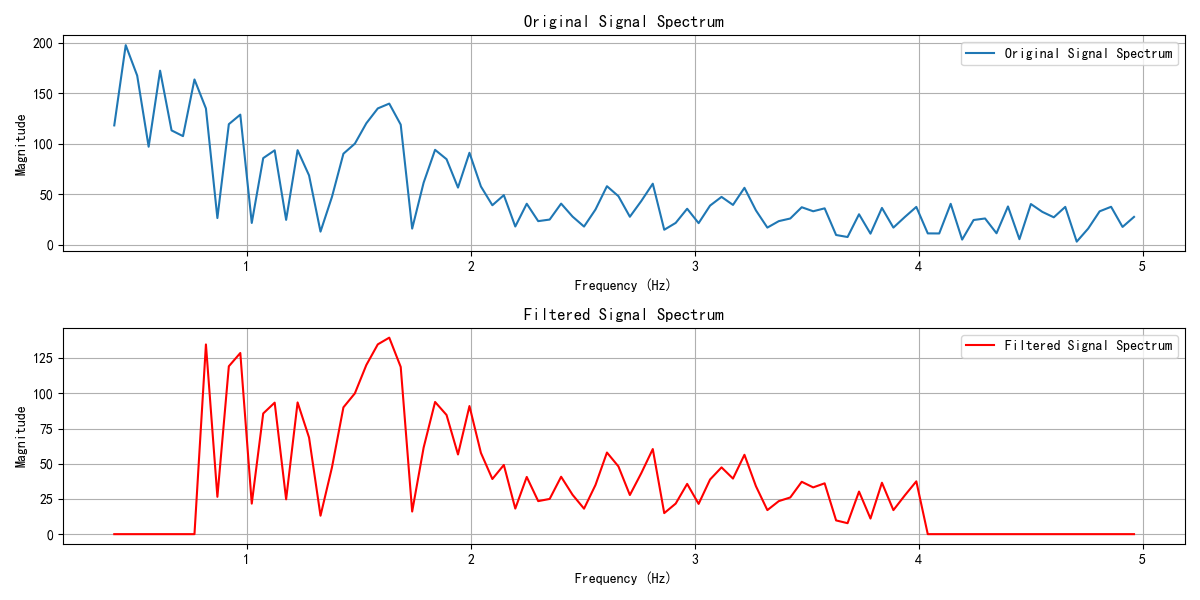 Original Signal Spectrum
200
150
100
50
0
Magnitude
Original Signal Spectrum
1
2
3
4
5
Frequency (Hz)
Filtered Signal Spectrum
125
100
75
50
25
0
Magnitude
Filtered Signal Spectrum
1
2
3
4
5
Frequency (Hz)